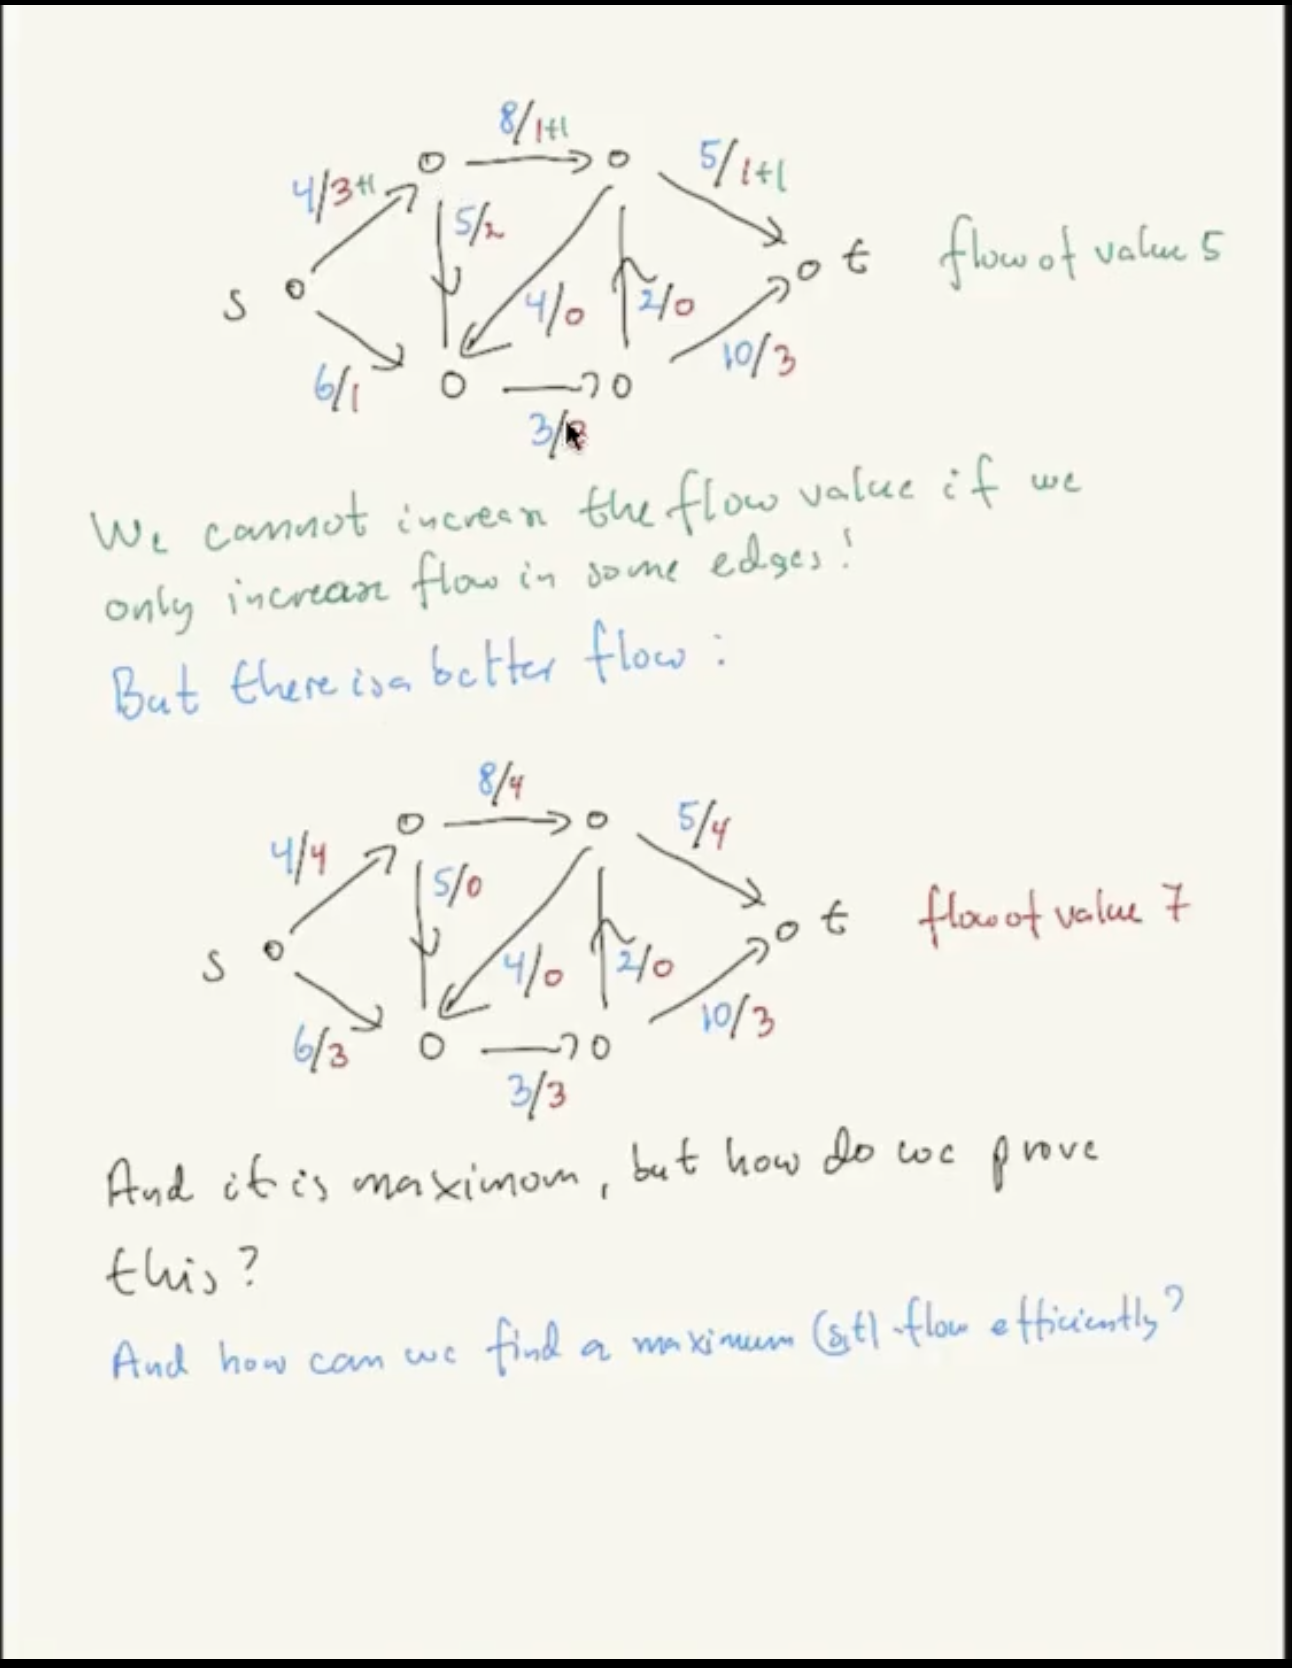 8/1+1
4/3+1
5/1+1
5/2
s
t
flow of value 5
4/0
2/0
6/1
10/3
3/
We cannot increase the flow value if we
only increase flow in some edges!
But there is a better flow :
8/4
4/4
5/4
5/0
s
t
flow of value 7
4/0
2/0
6/3
10/3
3/3
And it is maximum, but how do we prove
this?
And how can we find a maximum (s,t)-flow efficiently?